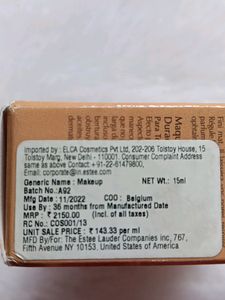 Imported by : ELCA Cosmetics Pvt Ltd, 202-206 Tolstoy House, 15
Tolstoy Marg, New Delhi - 110001. Consumer Complaint Address
same as above Contact : +91-22-61479800,
Email: corporate@in.estee.com
Generic Name : Makeup NET Wt.: 15ml
Batch No : A92
Mfg Date : 11/2022 COO : Belgium
Use By : 36 months from Manufactured Date
MRP : ₹ 2150.00 (Incl. of all taxes)
RC No. : COS001/13
UNIT SALE PRICE : ₹ 143.33 per ml
MFD By/For: The Estee Lauder Companies inc, 767,
Fifth Avenue NY 10153, United States of America